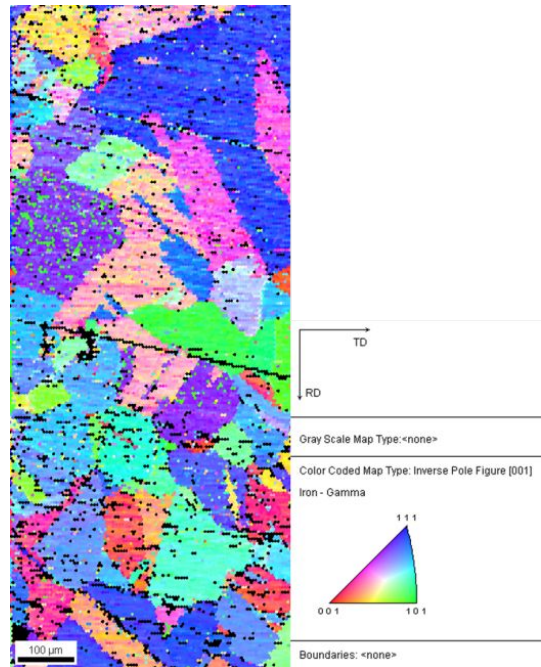 TD
RD
Gray Scale Map Type:<none>
Color Coded Map Type: Inverse Pole Figure [001]
Iron - Gamma
1 1 1
0 0 1
1 0 1
Boundaries: <none>
100 µm